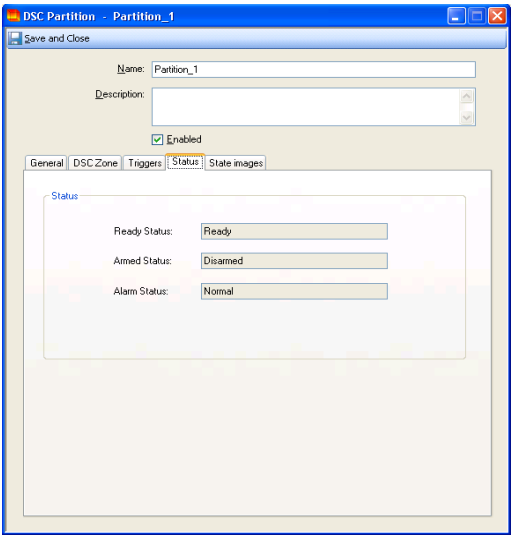 DSC Partition - Partition_1
Save and Close
Name: Partition_1
Description:
Enabled
General DSC Zone Triggers Status State images
Status
Ready Status: Ready
Armed Status: Disarmed
Alarm Status: Normal